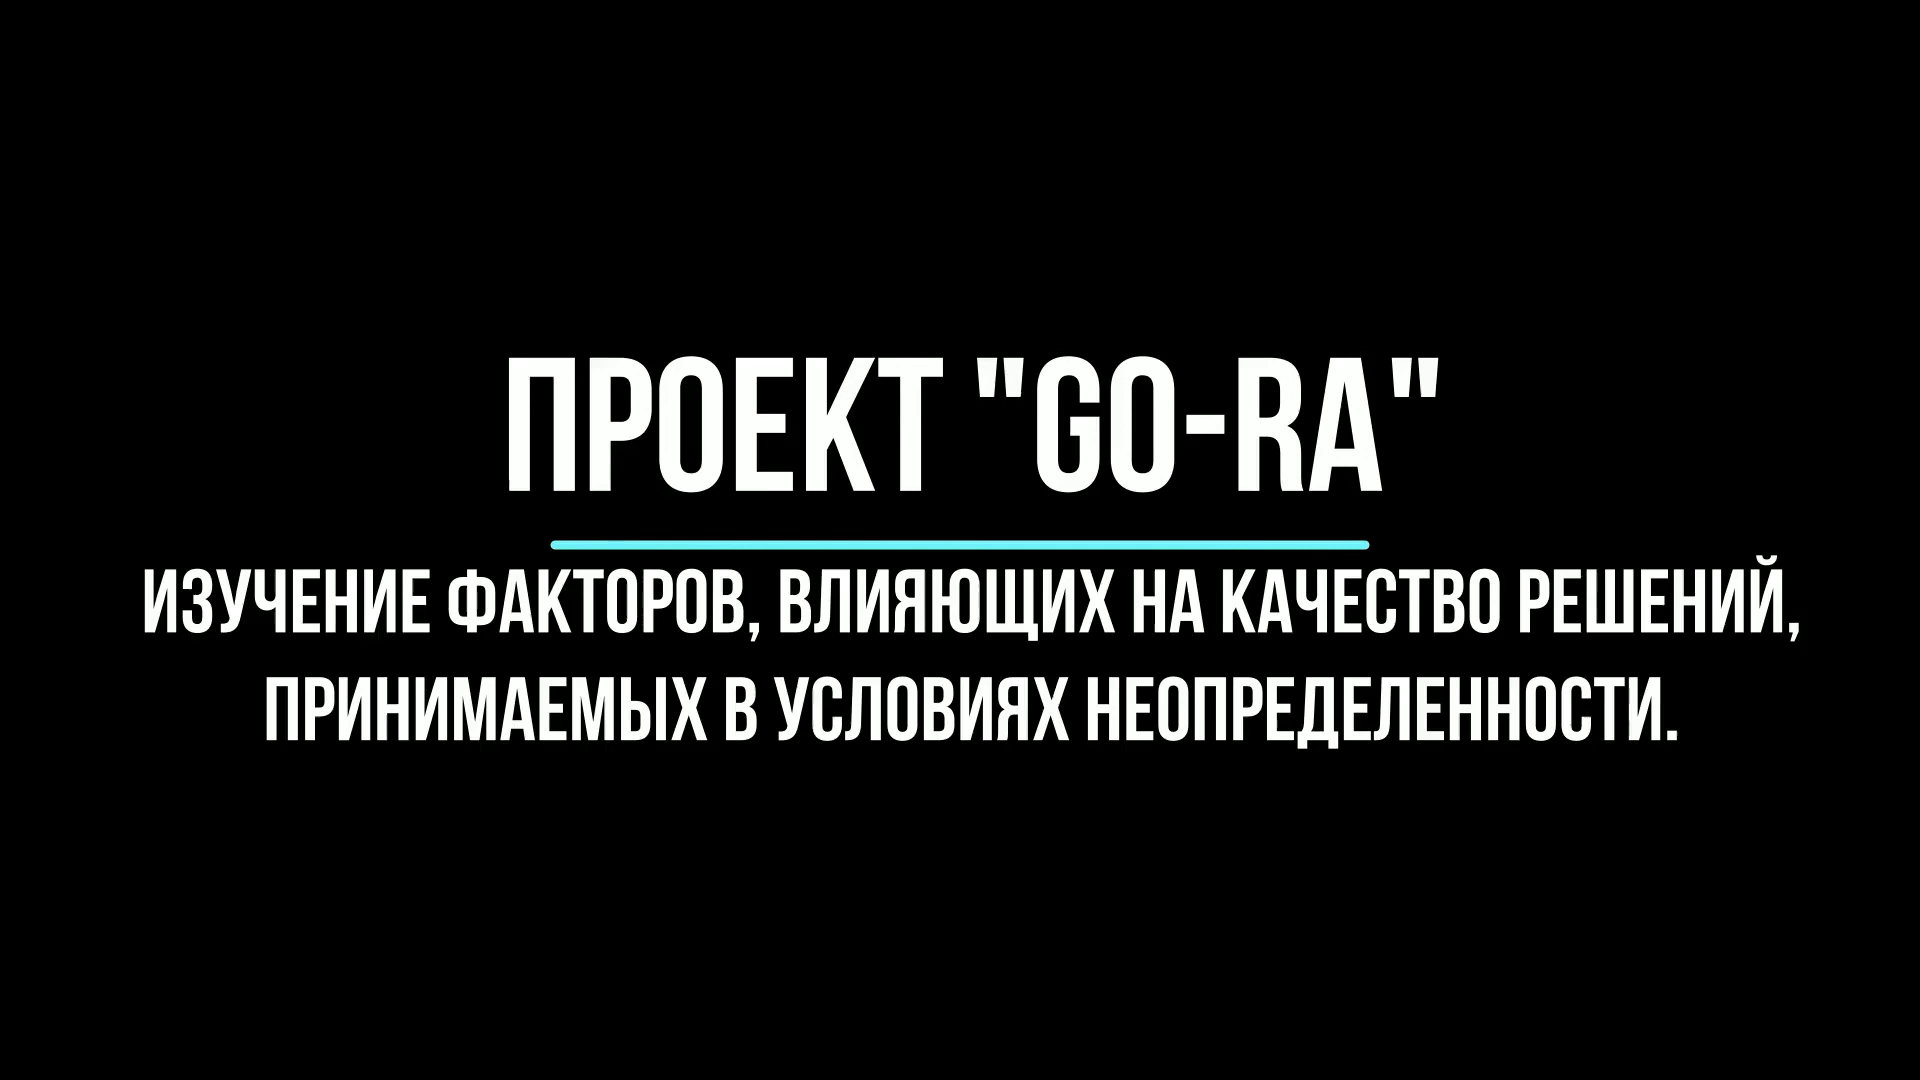 ПРОЕКТ "GO-RA"
ИЗУЧЕНИЕ ФАКТОРОВ, ВЛИЯЮЩИХ НА КАЧЕСТВО РЕШЕНИЙ,
ПРИНИМАЕМЫХ В УСЛОВИЯХ НЕОПРЕДЕЛЕННОСТИ.